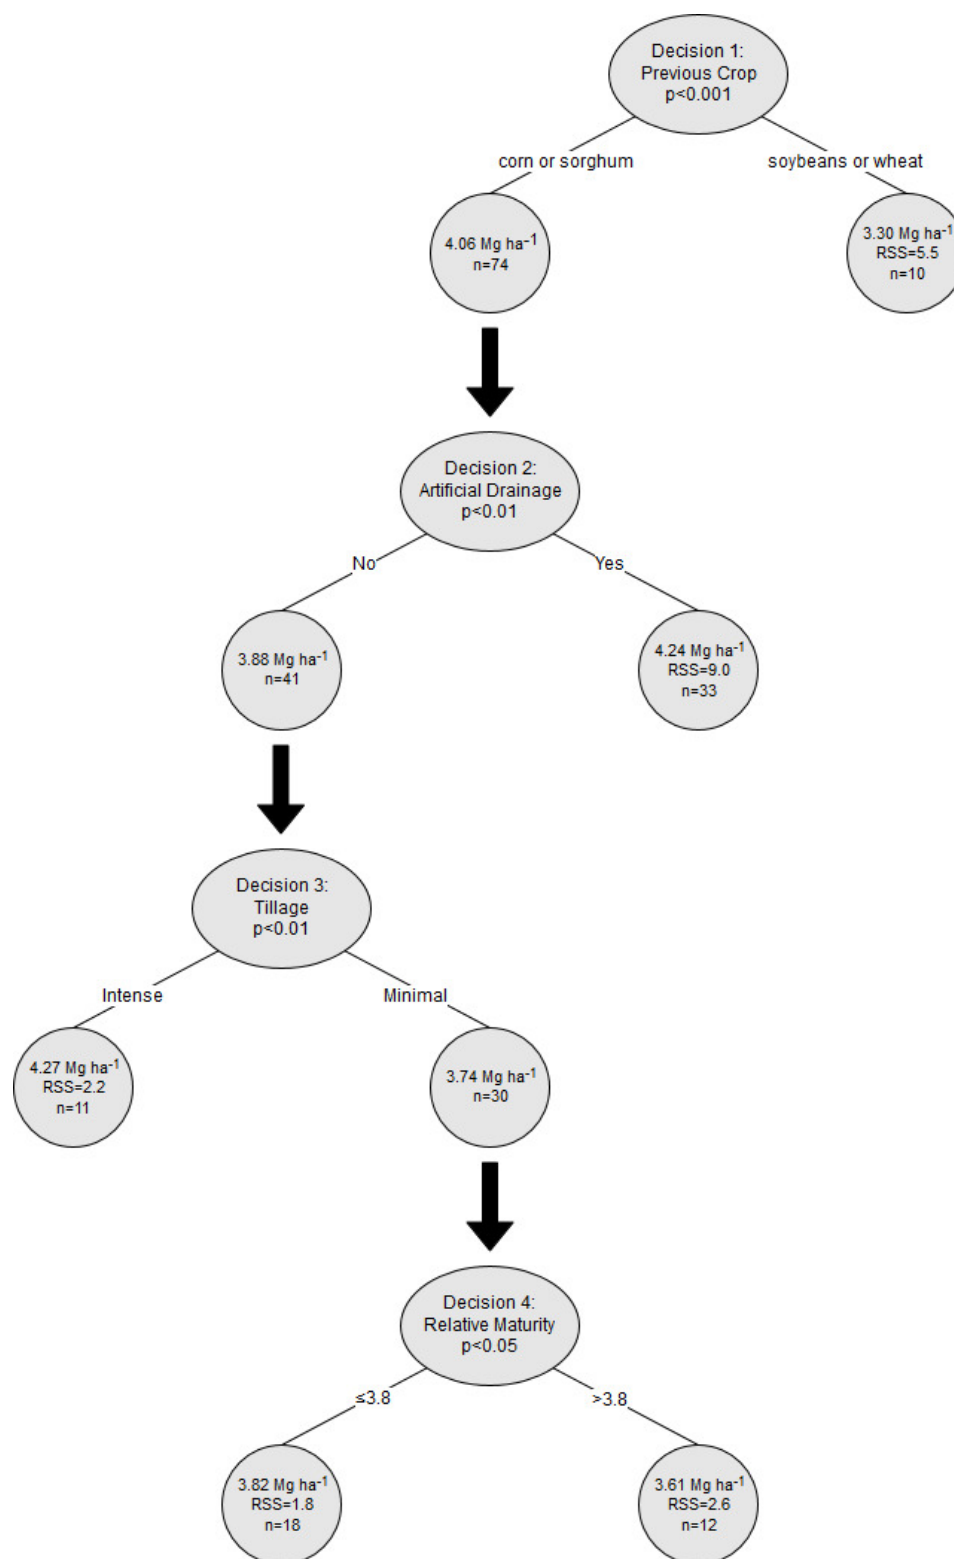 Decision 1:
Previous Crop
p<0.001
corn or sorghum
soybeans or wheat
4.06 Mg ha⁻¹
n=74
3.30 Mg ha⁻¹
RSS=5.5
n=10
Decision 2:
Artificial Drainage
p<0.01
No
Yes
3.88 Mg ha⁻¹
n=41
4.24 Mg ha⁻¹
RSS=9.0
n=33
Decision 3:
Tillage
p<0.01
Intense
Minimal
4.27 Mg ha⁻¹
RSS=2.2
n=11
3.74 Mg ha⁻¹
n=30
Decision 4:
Relative Maturity
p<0.05
≤3.8
>3.8
3.82 Mg ha⁻¹
RSS=1.8
n=18
3.61 Mg ha⁻¹
RSS=2.6
n=12